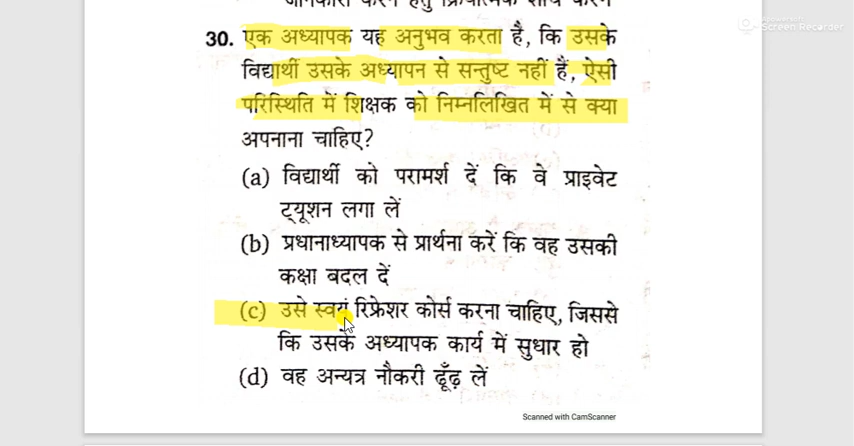 30. एक अध्यापक यह अनुभव करता है, कि उसके
विद्यार्थी उसके अध्यापन से सन्तुष्ट नहीं हैं, ऐसी
परिस्थिति में शिक्षक को निम्नलिखित में से क्या
अपनाना चाहिए?
(a) विद्यार्थी को परामर्श दें कि वे प्राइवेट
ट्यूशन लगा लें
(b) प्रधानाध्यापक से प्रार्थना करें कि वह उसकी
कक्षा बदल दें
(c) उसे स्वयं रिफ्रेशर कोर्स करना चाहिए, जिससे
कि उसके अध्यापक कार्य में सुधार हो
(d) वह अन्यत्र नौकरी ढूँढ़ लें
Scanned with CamScanner
Screen Recorder